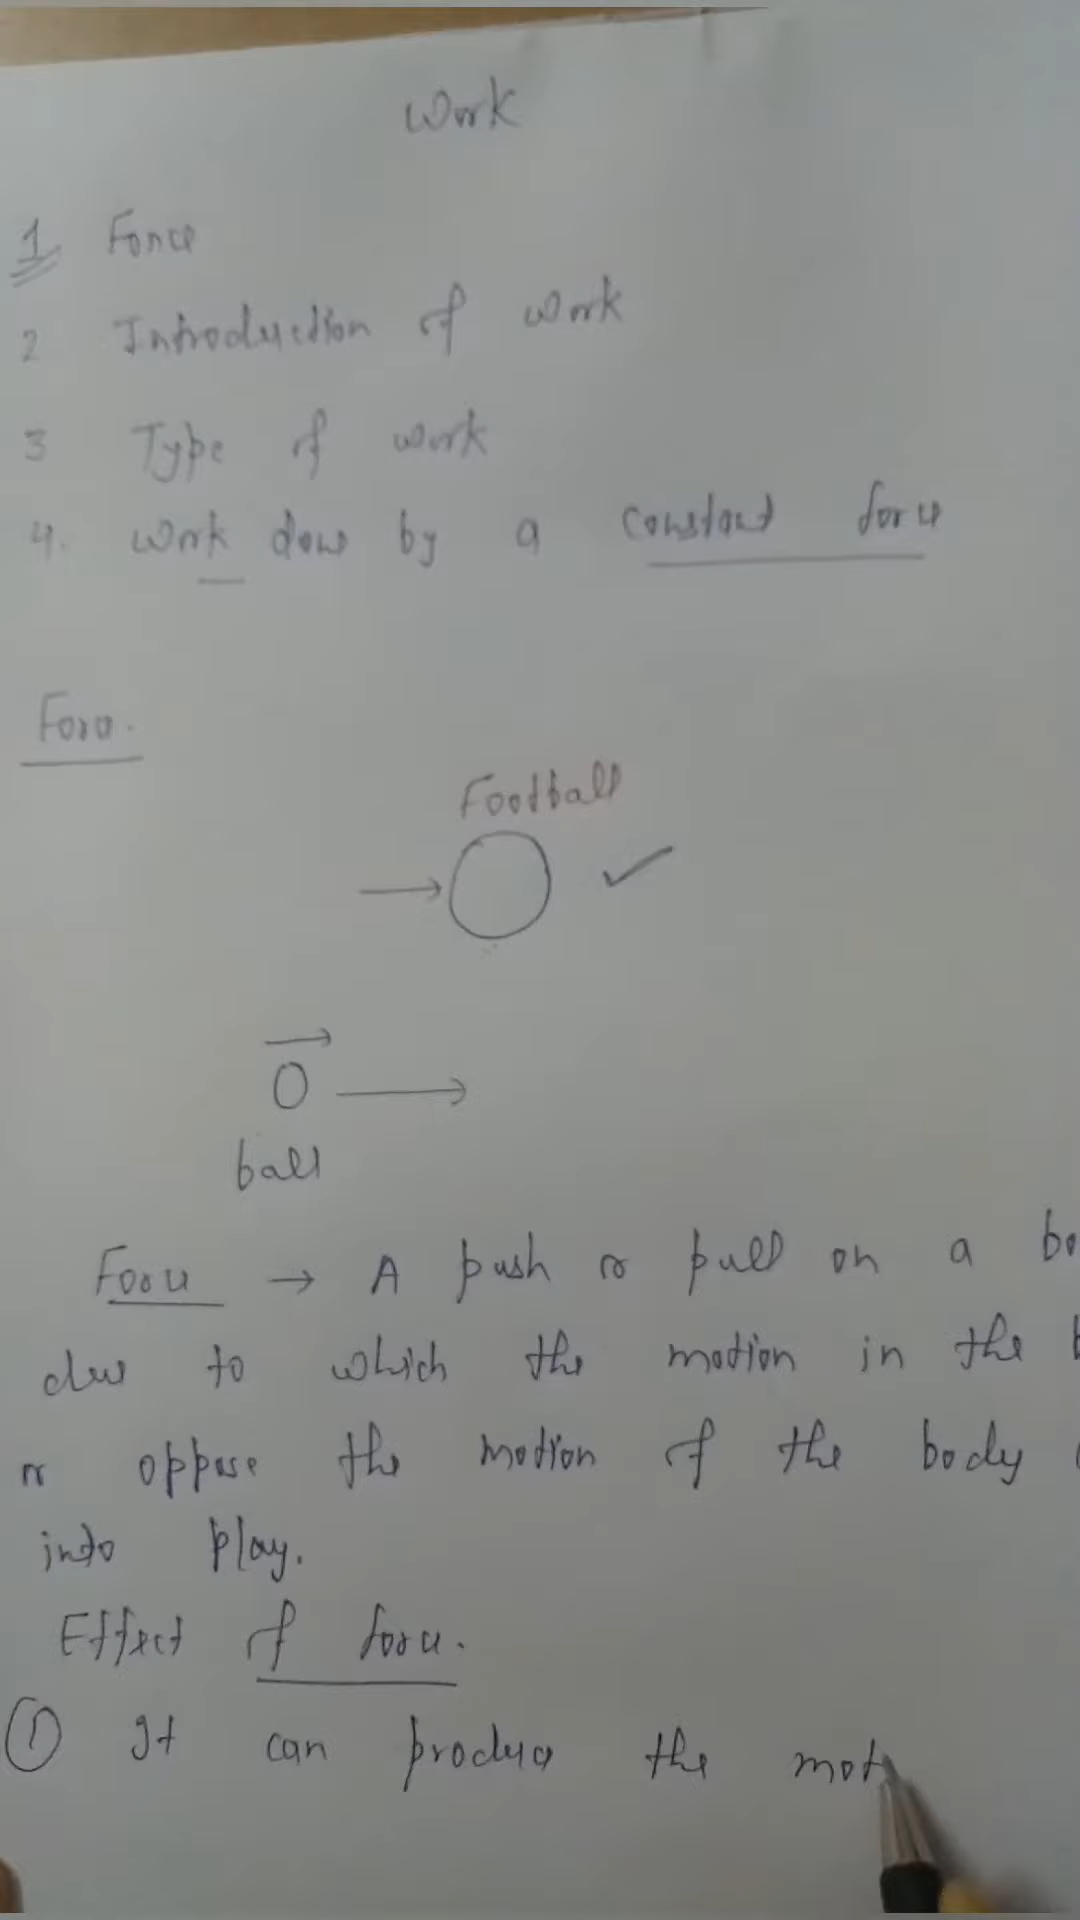 Work
1 Force
2 Introduction of work
3 Type of work
4. Work done by a constant force
Force.
Football
ball
Force → A push or pull on a bo
due to which the motion in the b
or oppose the motion of the body
into play.
Effect of force.
① It can produce the mot